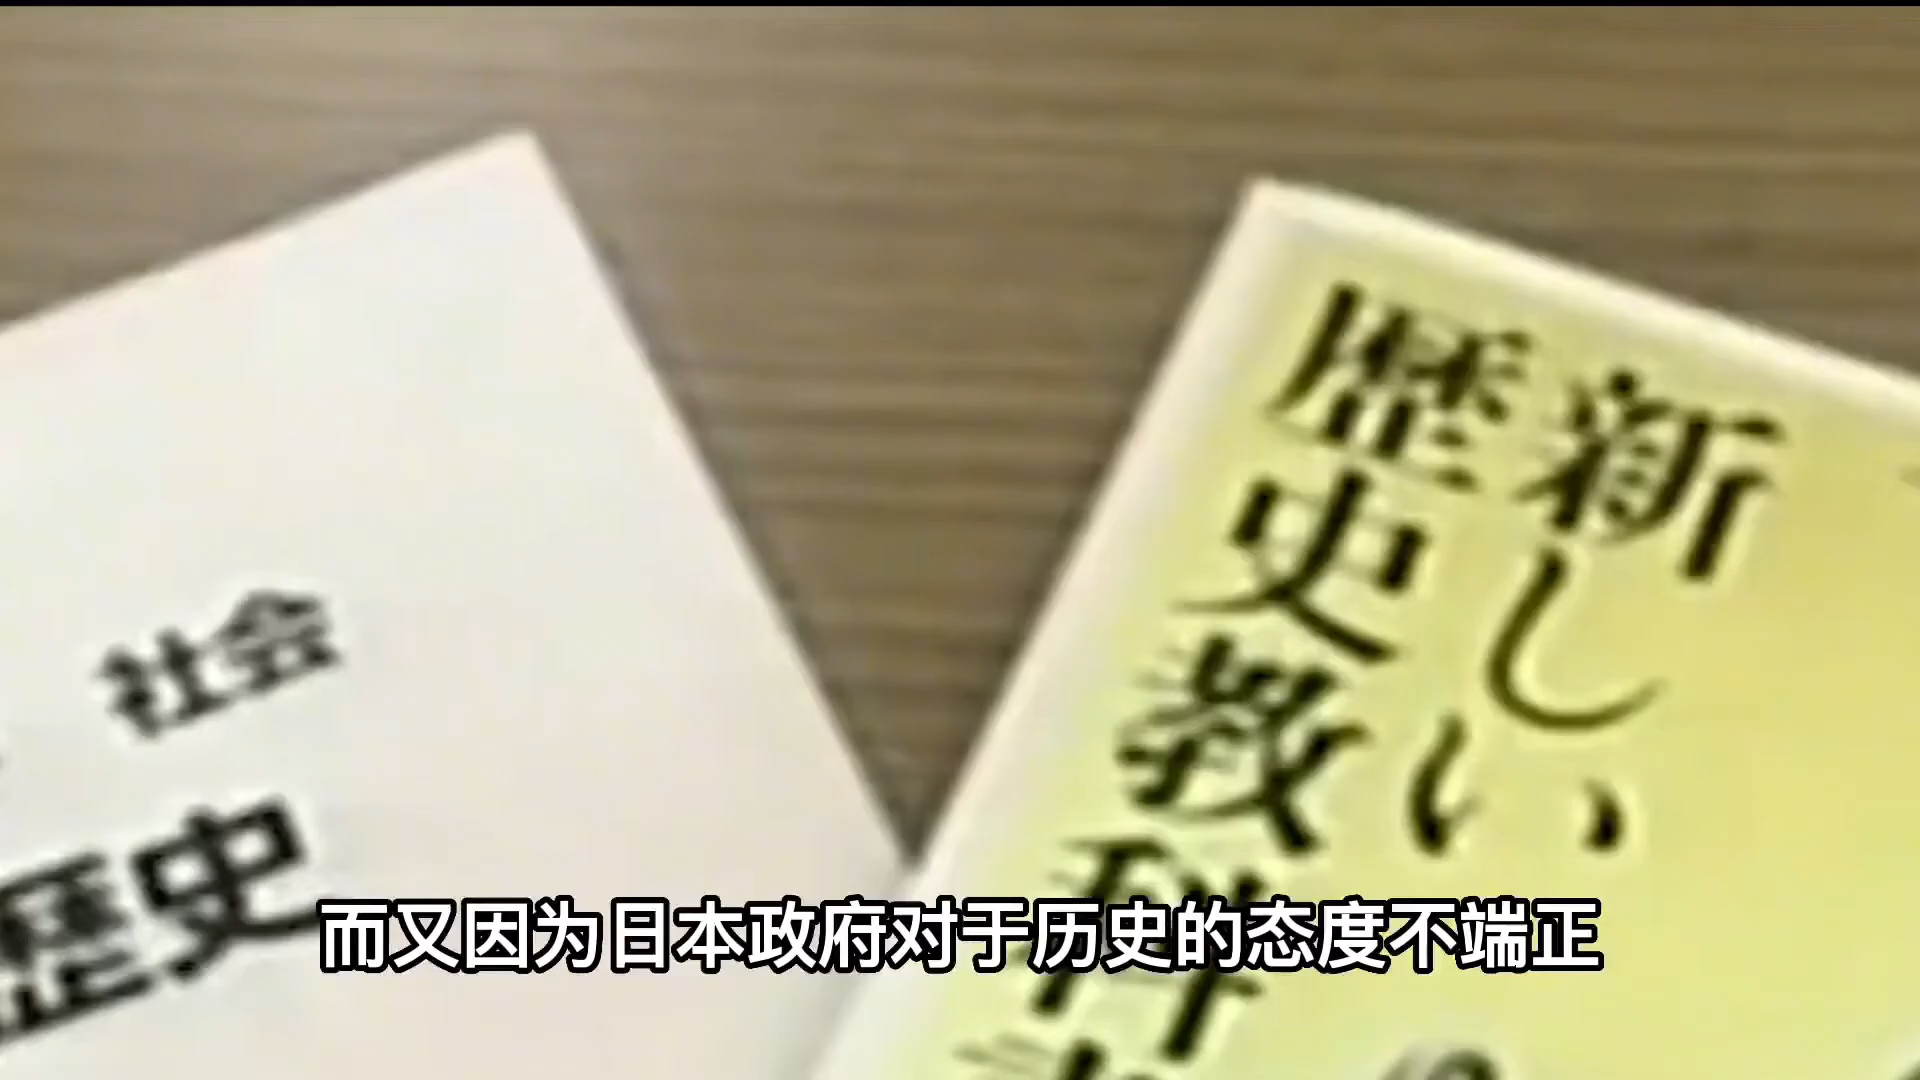 社会
歴史
新しい
歴史教科書
而又因为日本政府对于历史的态度不端正